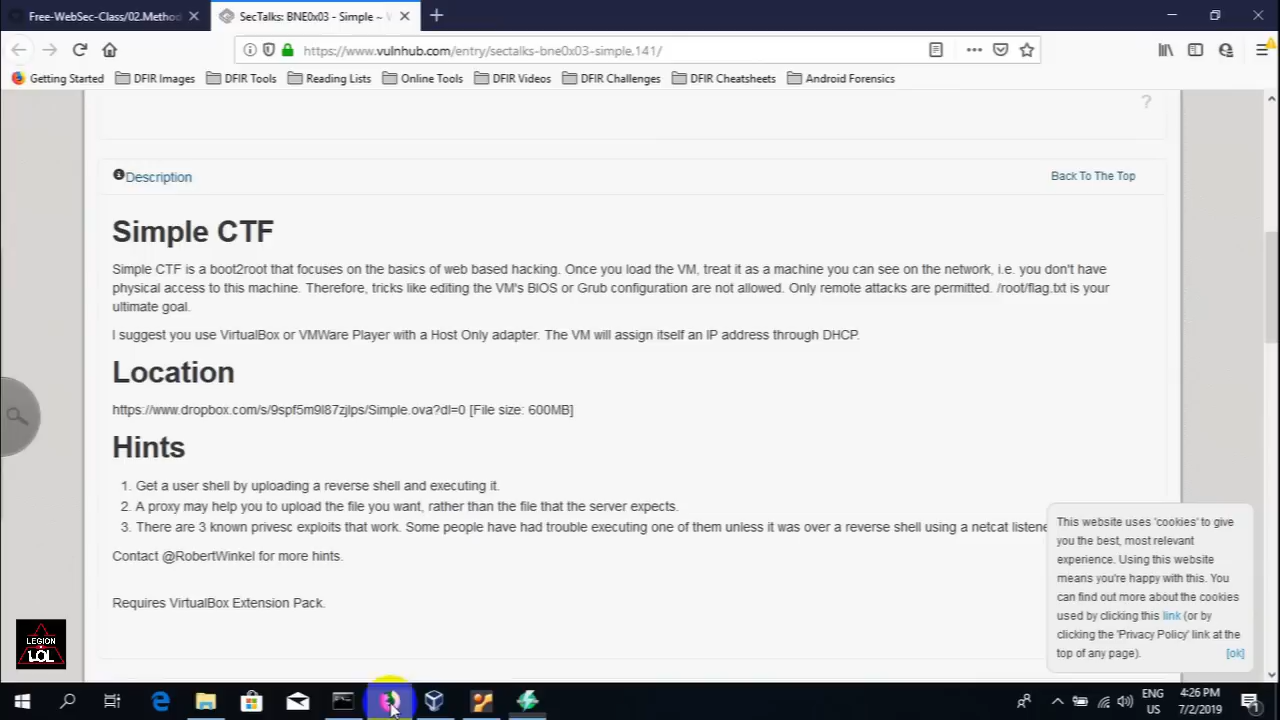 Free-WebSec-Class/02.Method
SecTalks: BNE0x03 - Simple ~
https://www.vulnhub.com/entry/sectalks-bne0x03-simple,141/
Getting Started DFIR Images DFIR Tools Reading Lists Online Tools DFIR Videos DFIR Challenges DFIR Cheatsheets Android Forensics
?
Description
Back To The Top
Simple CTF
Simple CTF is a boot2root that focuses on the basics of web based hacking. Once you load the VM, treat it as a machine you can see on the network, i.e. you don't have
physical access to this machine. Therefore, tricks like editing the VM's BIOS or Grub configuration are not allowed. Only remote attacks are permitted. /root/flag.txt is your
ultimate goal.
I suggest you use VirtualBox or VMWare Player with a Host Only adapter. The VM will assign itself an IP address through DHCP.
Location
https://www.dropbox.com/s/9spf5m9l87zjlps/Simple.ova?dl=0 [File size: 600MB]
Hints
1. Get a user shell by uploading a reverse shell and executing it.
2. A proxy may help you to upload the file you want, rather than the file that the server expects.
3. There are 3 known privesc exploits that work. Some people have had trouble executing one of them unless it was over a reverse shell using a netcat listene
Contact @RobertWinkel for more hints.
Requires VirtualBox Extension Pack.
This website uses 'cookies' to give
you the best, most relevant
experience. Using this website
means you're happy with this. You
can find out more about the cookies
used by clicking this link (or by
clicking the 'Privacy Policy' link at the
top of any page).
[ok]
LEGION
LOL
ENG
US
4:26 PM
7/2/2019
1